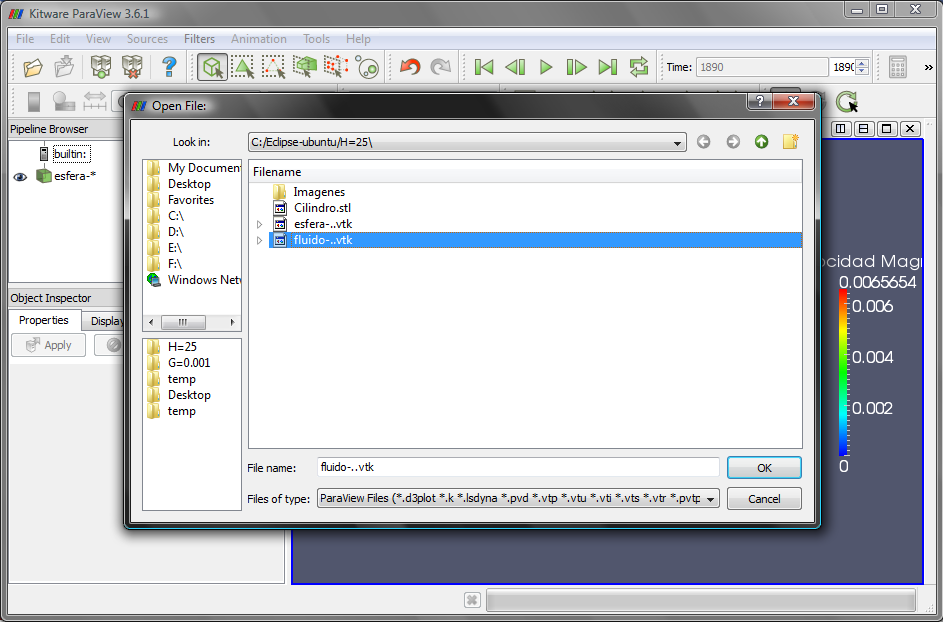 Kitware ParaView 3.6.1
File Edit View Sources Filters Animation Tools Help
Time: 1890 1890
Pipeline Browser
builtin:
esfera-*
Object Inspector
Properties Display
Apply
Open File:
Look in: C:/Eclipse-ubuntu/H=25\
My Document
Desktop
Favorites
C:\
D:\
E:\
F:\
Windows Net
H=25
G=0.001
temp
Desktop
temp
Filename
Imagenes
Cilindro.stl
esfera-..vtk
fluido-..vtk
File name: fluido-..vtk
OK
Files of type: ParaView Files (*.d3plot *.k *.lsdyna *.pvd *.vtp *.vtu *.vti *.vts *.vtr *.pvtp
Cancel
ocidad Magn
0.0065654
0.006
0.004
0.002
0